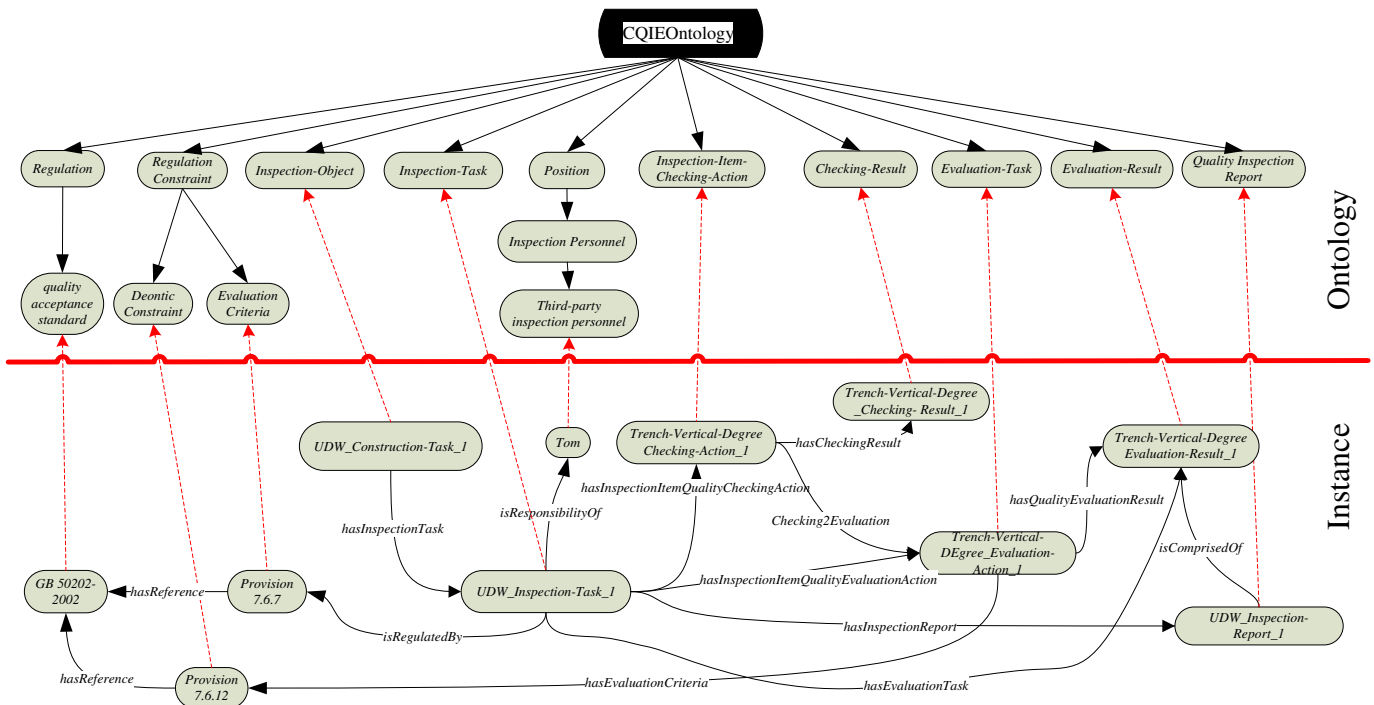 CQIEOntology
Regulation
Regulation
Constraint
Inspection-Object
Inspection-Task
Position
Inspection-Item-
Checking-Action
Checking-Result
Evaluation-Task
Evaluation-Result
Quality Inspection
Report
Inspection Personnel
quality
acceptance
standard
Deontic
Constraint
Evaluation
Criteria
Third-party
inspection personnel
Ontology
Trench-Vertical-Degree
_Checking- Result_1
UDW_Construction-Task_1
Tom
Trench-Vertical-Degree
Checking-Action_1
hasCheckingResult
Trench-Vertical-Degree
Evaluation-Result_1
Instance
hasInspectionItemQualityCheckingAction
hasQualityEvaluationResult
isResponsibilityOf
Checking2Evaluation
hasInspectionTask
Trench-Vertical-
DEgree_Evaluation-
Action_1
isComprisedOf
GB 50202-
2002
hasReference
Provision
7.6.7
UDW_Inspection-Task_1
hasInspectionItemQualityEvaluationAction
isRegulatedBy
hasInspectionReport
UDW_Inspection-
Report_1
hasReference
Provision
7.6.12
hasEvaluationCriteria
hasEvaluationTask